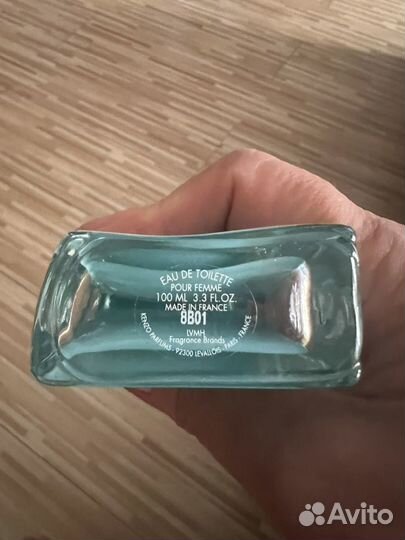 EAU DE TOILETTE
POUR FEMME
100 ML 3.3 FL.OZ.
MADE IN FRANCE
8B01
LVMH
Fragrance Brands
KENZO PARFUMS - 92300 LEVALLOIS - PARIS - FRANCE
Avito